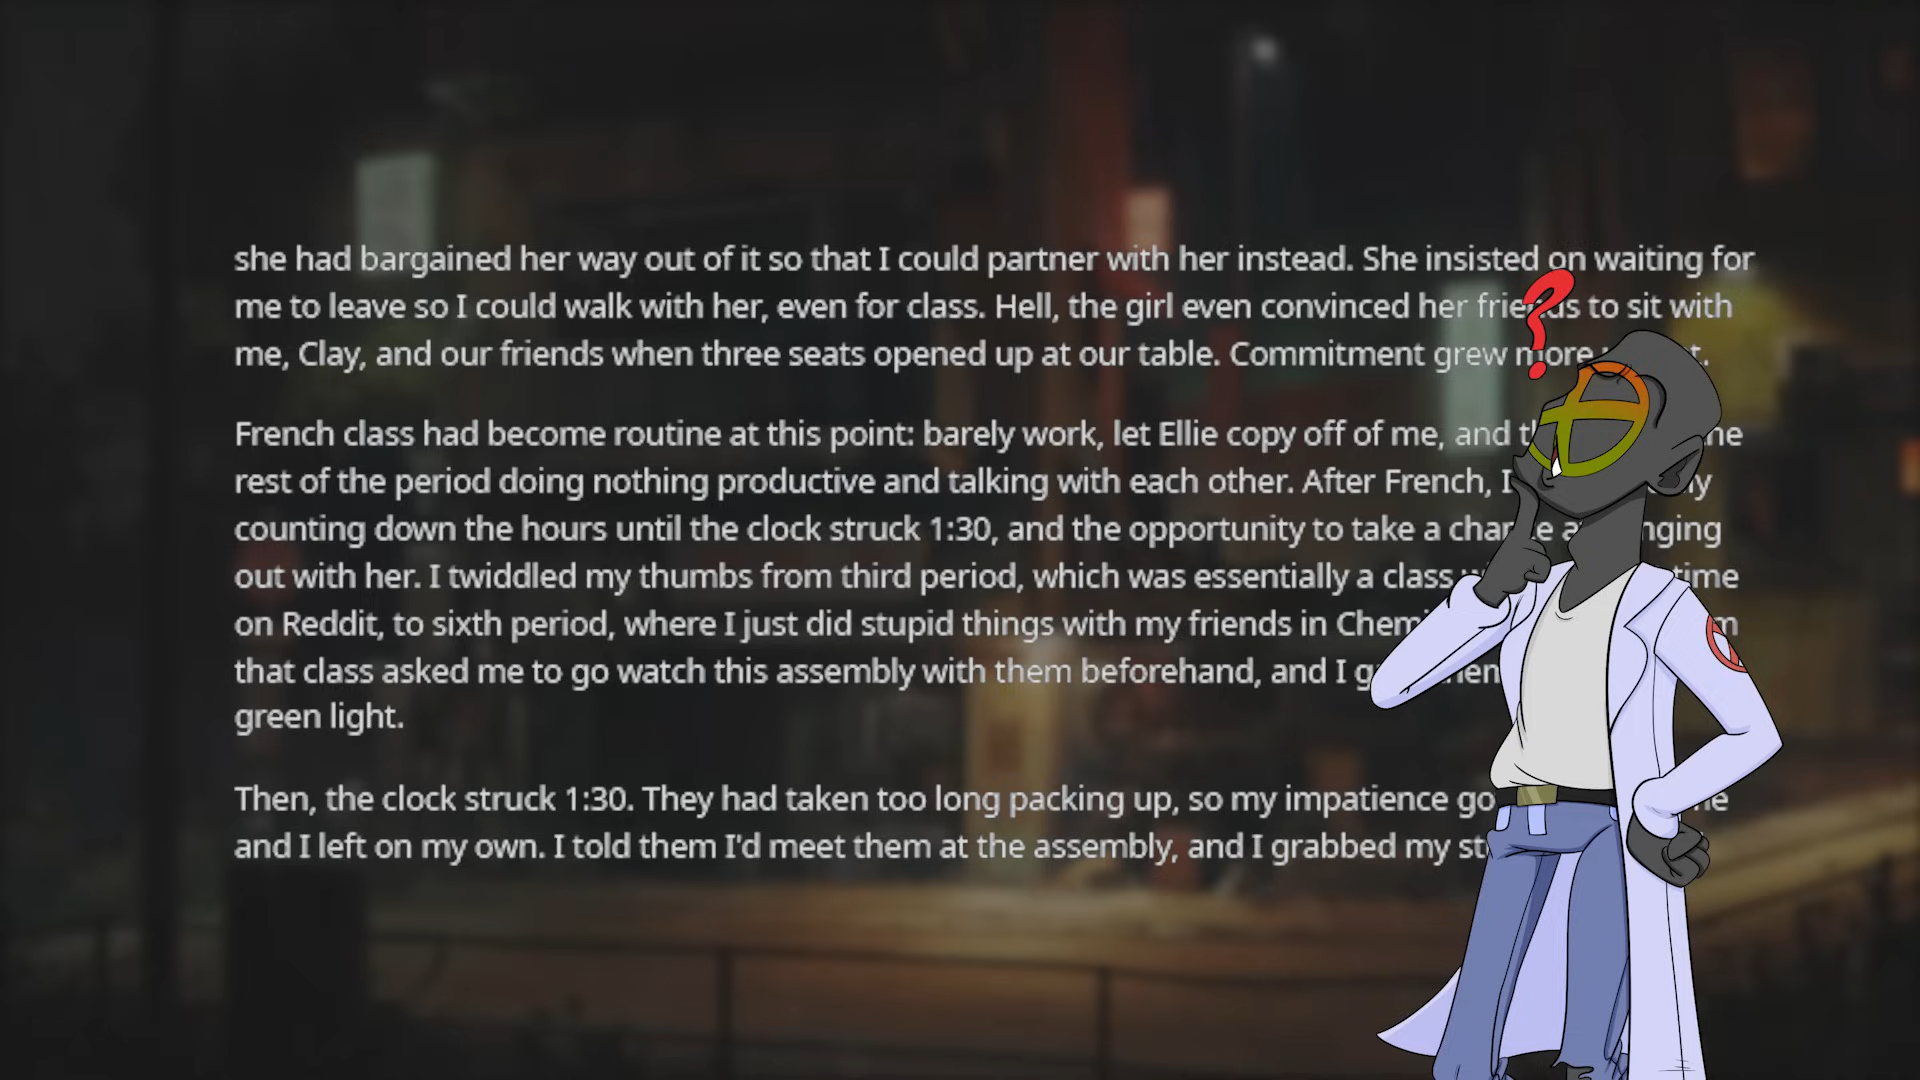 she had bargained her way out of it so that I could partner with her instead. She insisted on waiting for
me to leave so I could walk with her, even for class. Hell, the girl even convinced her friends to sit with
me, Clay, and our friends when three seats opened up at our table. Commitment grew more
French class had become routine at this point: barely work, let Ellie copy off of me, and
rest of the period doing nothing productive and talking with each other. After French, I
counting down the hours until the clock struck 1:30, and the opportunity to take a chance
out with her. I twiddled my thumbs from third period, which was essentially a class time
on Reddit, to sixth period, where I just did stupid things with my friends in
that class asked me to go watch this assembly with them beforehand, and I
green light.
Then, the clock struck 1:30. They had taken too long packing up, so my impatience
and I left on my own. I told them I'd meet them at the assembly, and I grabbed my
?